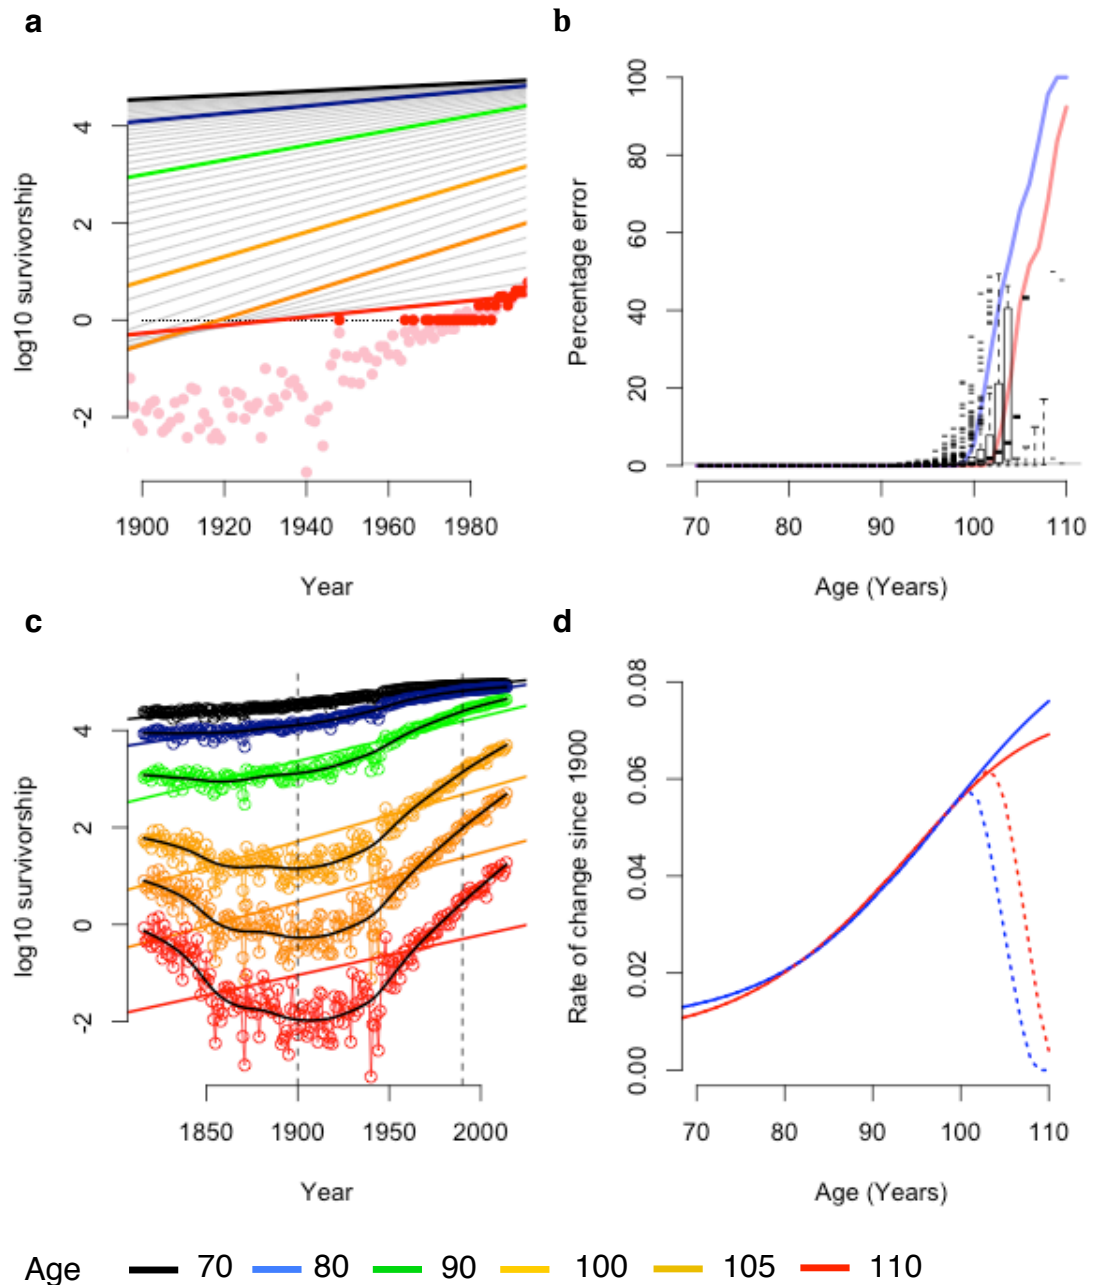 a
log10 survivorship
4
2
0
-2
1900 1920 1940 1960 1980
Year
b
Percentage error
100
80
60
40
20
0
70 80 90 100 110
Age (Years)
c
log10 survivorship
4
2
0
-2
1850 1900 1950 2000
Year
d
Rate of change since 1900
0.08
0.06
0.04
0.02
0.00
70 80 90 100 110
Age (Years)
Age 70 80 90 100 105 110